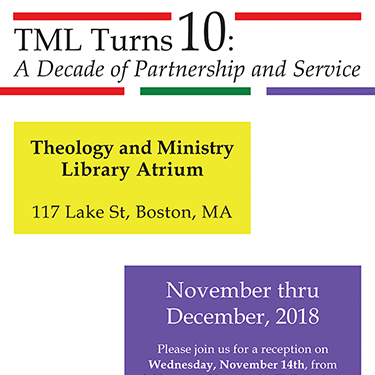 TML Turns 10:
A Decade of Partnership and Service
Theology and Ministry
Library Atrium
117 Lake St, Boston, MA
November thru
December, 2018
Please join us for a reception on
Wednesday, November 14th, from